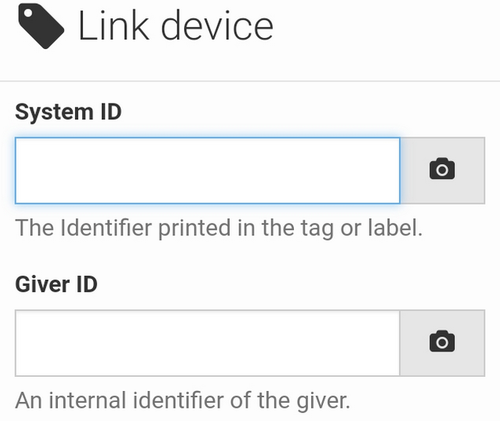 Link device
System ID
The Identifier printed in the tag or label.
Giver ID
An internal identifier of the giver.